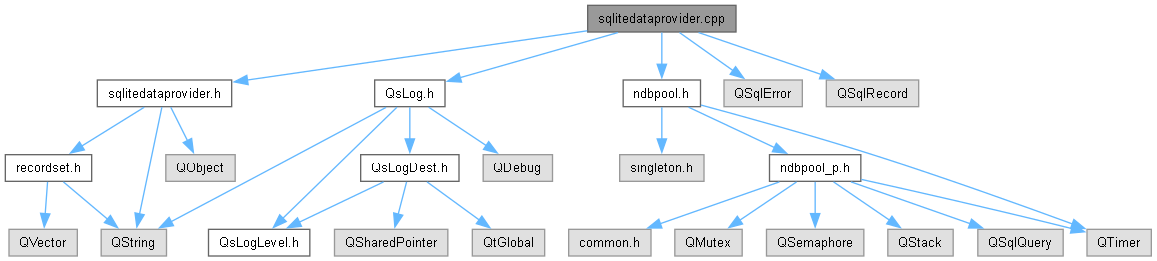 sqlitedataprovider.cpp
sqlitedataprovider.h
QsLog.h
ndbpool.h
QSqlError
QSqlRecord
recordset.h
QObject
QsLogDest.h
QDebug
singleton.h
ndbpool_p.h
QVector
QString
QsLogLevel.h
QSharedPointer
QtGlobal
common.h
QMutex
QSemaphore
QStack
QSqlQuery
QTimer